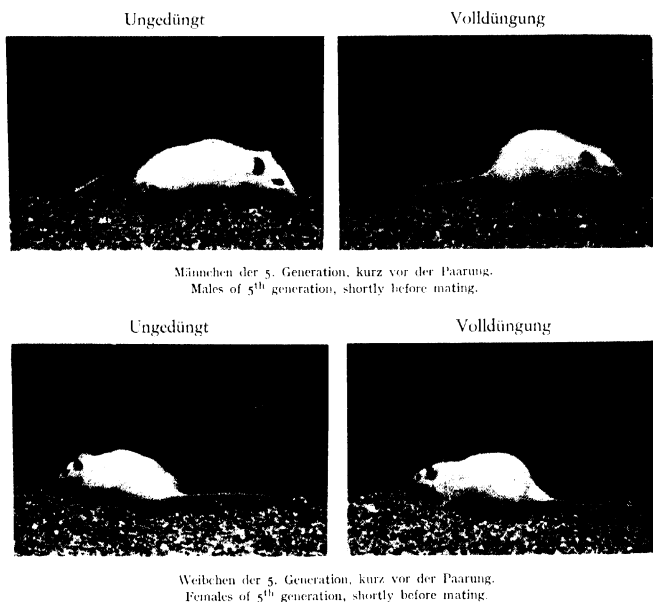 Ungedüngt
Volldüngung
Männchen der 5. Generation, kurz vor der Paarung.
Males of 5th generation, shortly before mating.
Ungedüngt
Volldüngung
Weibchen der 5. Generation, kurz vor der Paarung.
Females of 5th generation, shortly before mating.